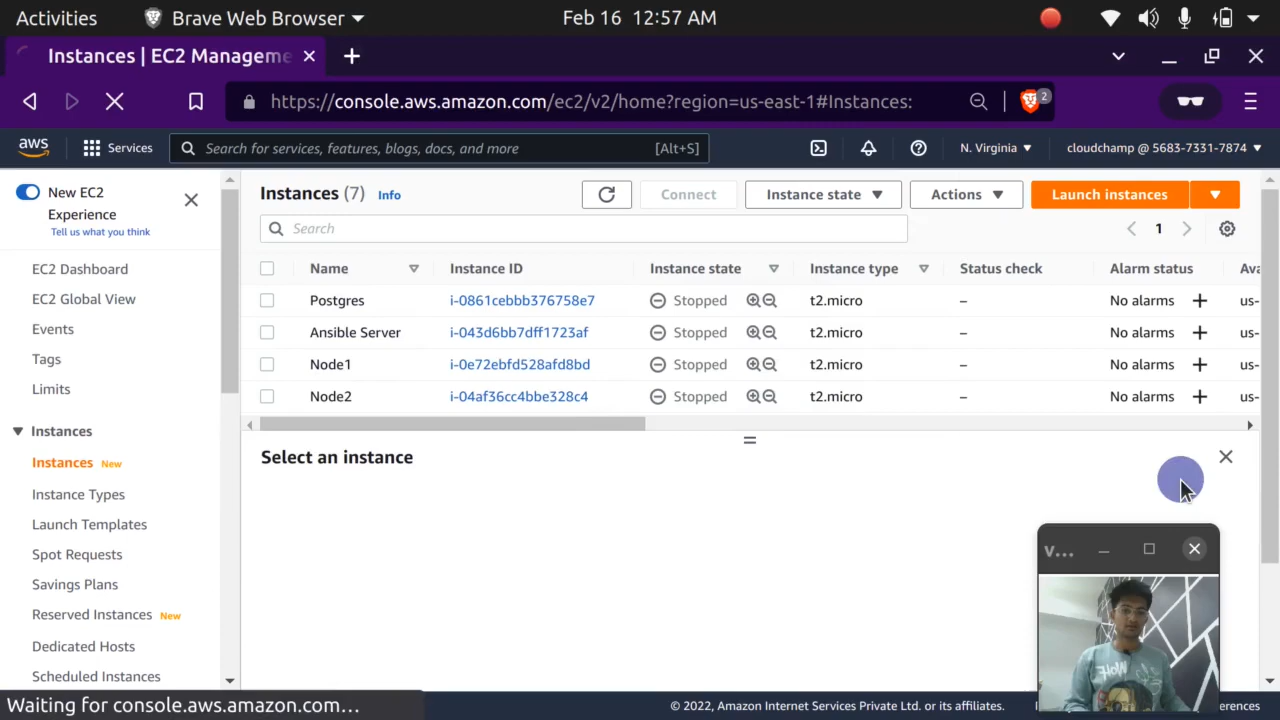 Activities Brave Web Browser Feb 16 12:57 AM
Instances | EC2 Manageme
https://console.aws.amazon.com/ec2/v2/home?region=us-east-1#Instances: 2
aws Services Search for services, features, blogs, docs, and more [Alt+S] N. Virginia cloudchamp @ 5683-7331-7874
New EC2
Experience
Tell us what you think
EC2 Dashboard
EC2 Global View
Events
Tags
Limits
Instances
Instances New
Instance Types
Launch Templates
Spot Requests
Savings Plans
Reserved Instances New
Dedicated Hosts
Scheduled Instances
Instances (7) Info Connect Instance state Actions Launch instances
Search 1
Name Instance ID Instance state Instance type Status check Alarm status Ava
Postgres i-0861cebbb376758e7 Stopped t2.micro – No alarms + us-
Ansible Server i-043d6bb7dff1723af Stopped t2.micro – No alarms + us-
Node1 i-0e72ebfd528afd8bd Stopped t2.micro – No alarms + us-
Node2 i-04af36cc4bbe328c4 Stopped t2.micro – No alarms + us-
Select an instance
v...
Waiting for console.aws.amazon.com... © 2022, Amazon Internet Services Private Ltd. or its affiliates. erences